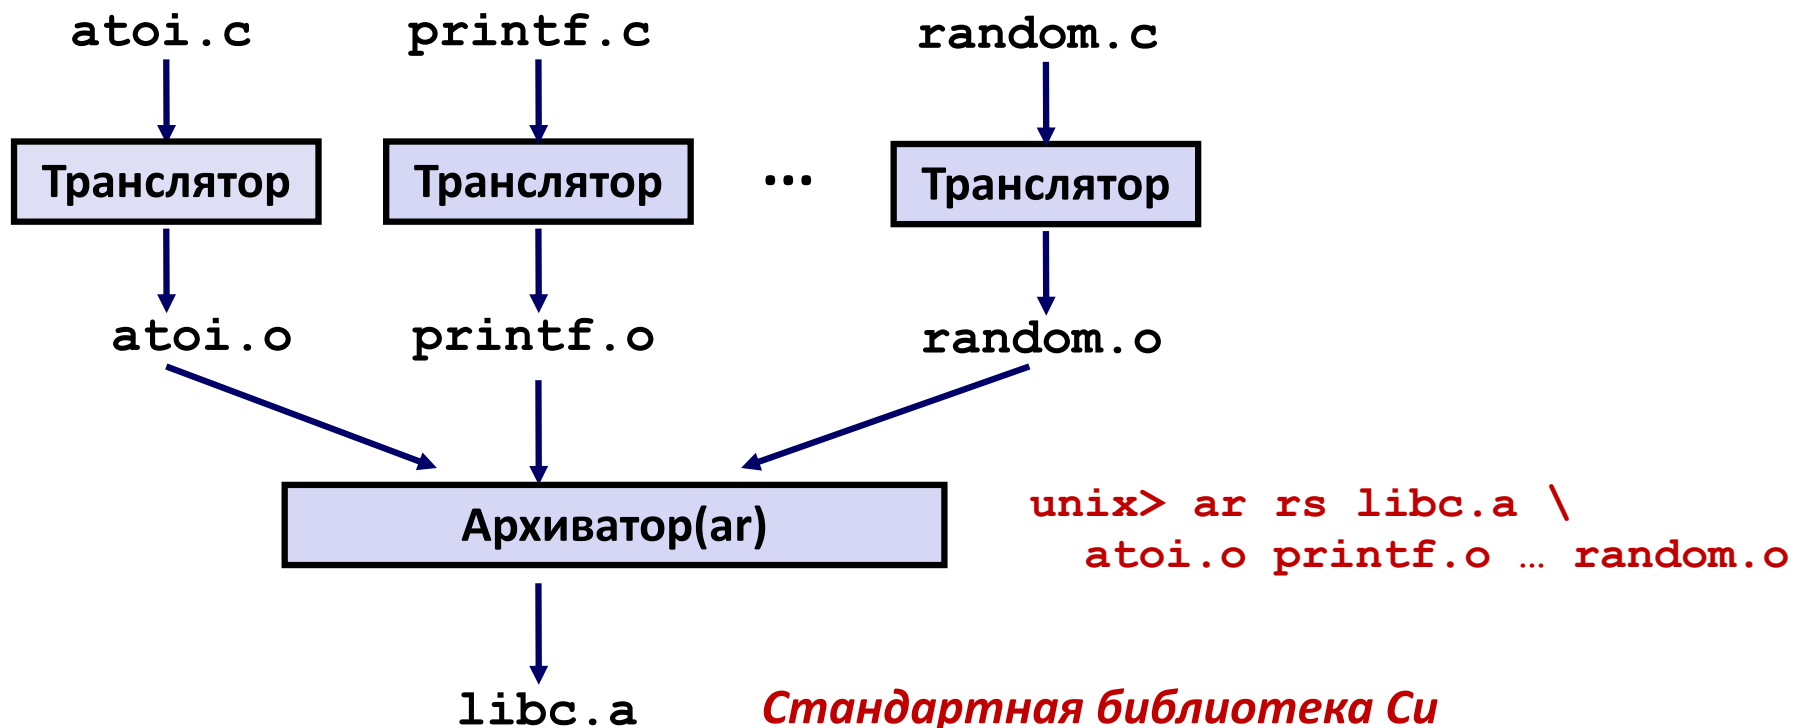 atoi.c printf.c random.c
Транслятор Транслятор ... Транслятор
atoi.o printf.o random.o
Архиватор(ar)
unix> ar rs libc.a \
atoi.o printf.o … random.o
libc.a Стандартная библиотека Си